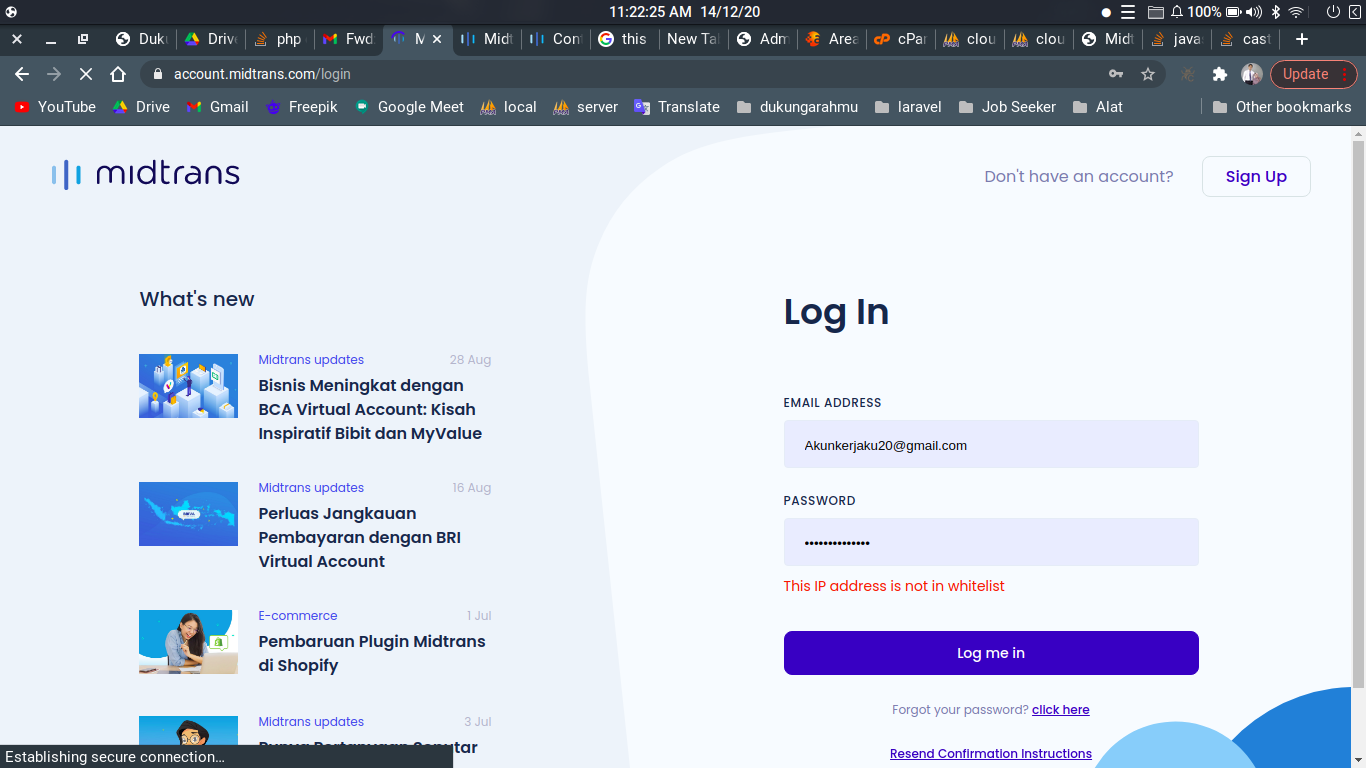 11:22:25 AM 14/12/20
100%
Duku
Drive
php
Fwd:
M
Midt
Con
this
New Tal
Adm
Area
cPar
clou
clou
Midt
java
cast
account.midtrans.com/login
Update
YouTube
Drive
Gmail
Freepik
Google Meet
local
server
Translate
dukungarahmu
laravel
Job Seeker
Alat
Other bookmarks
midtrans
Don't have an account?
Sign Up
What's new
Midtrans updates 28 Aug
Bisnis Meningkat dengan
BCA Virtual Account: Kisah
Inspiratif Bibit dan MyValue
Midtrans updates 16 Aug
Perluas Jangkauan
Pembayaran dengan BRI
Virtual Account
E-commerce 1 Jul
Pembaruan Plugin Midtrans
di Shopify
Midtrans updates 3 Jul
Punya Pertanyaan Seputar
Log In
EMAIL ADDRESS
Akunkerjaku20@gmail.com
PASSWORD
••••••••••••••
This IP address is not in whitelist
Log me in
Forgot your password? click here
Resend Confirmation Instructions
Establishing secure connection...